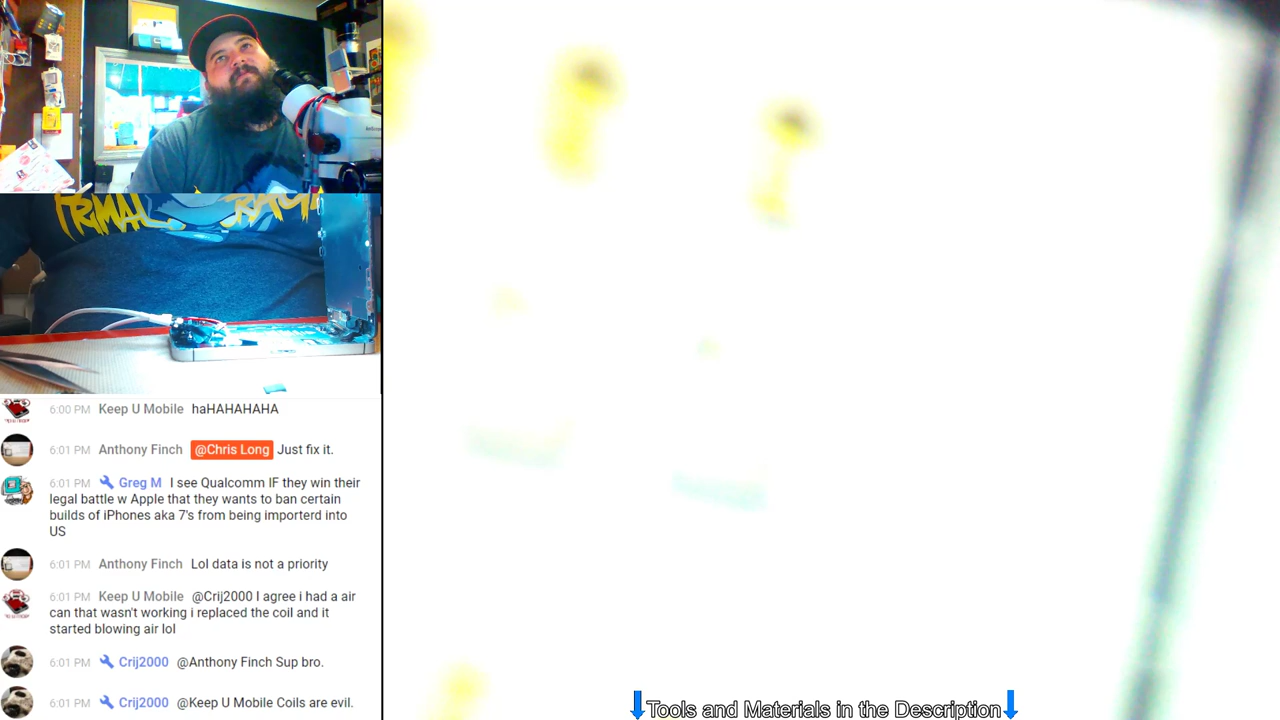 PRIMAL RAGE
6:00 PM Keep U Mobile haHAHAHAHA
6:01 PM Anthony Finch @Chris Long Just fix it.
6:01 PM Greg M I see Qualcomm IF they win their
legal battle w Apple that they wants to ban certain
builds of iPhones aka 7's from being importerd into
US
6:01 PM Anthony Finch Lol data is not a priority
6:01 PM Keep U Mobile @Crij2000 I agree i had a air
can that wasn't working i replaced the coil and it
started blowing air lol
6:01 PM Crij2000 @Anthony Finch Sup bro.
6:01 PM Crij2000 @Keep U Mobile Coils are evil.
Tools and Materials in the Description